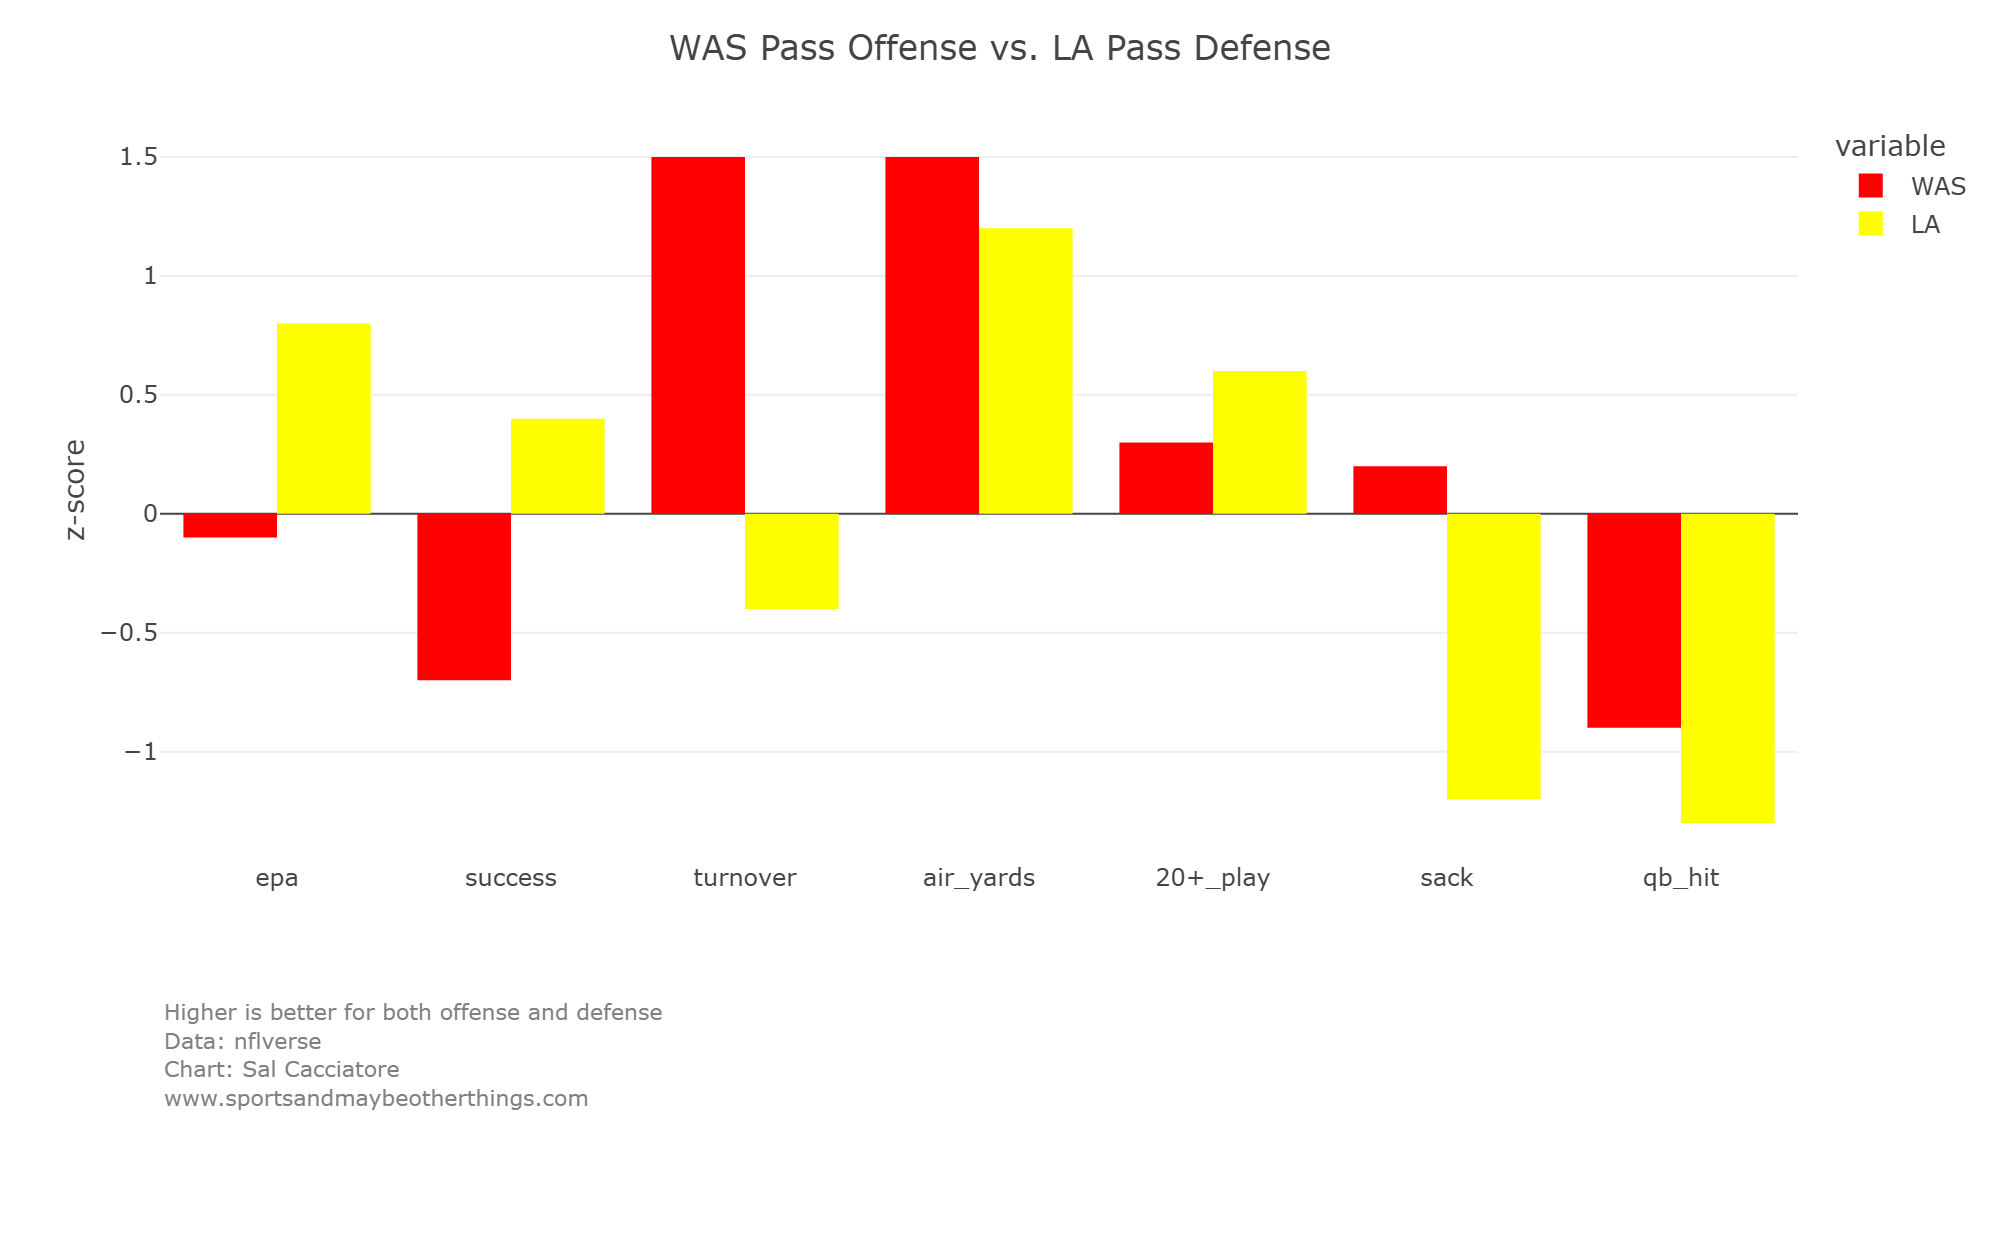 WAS Pass Offense vs. LA Pass Defense
variable
WAS
LA
z-score
1.5
1
0.5
0
−0.5
−1
epa
success
turnover
air_yards
20+_play
sack
qb_hit
Higher is better for both offense and defense
Data: nflverse
Chart: Sal Cacciatore
www.sportsandmaybeotherthings.com